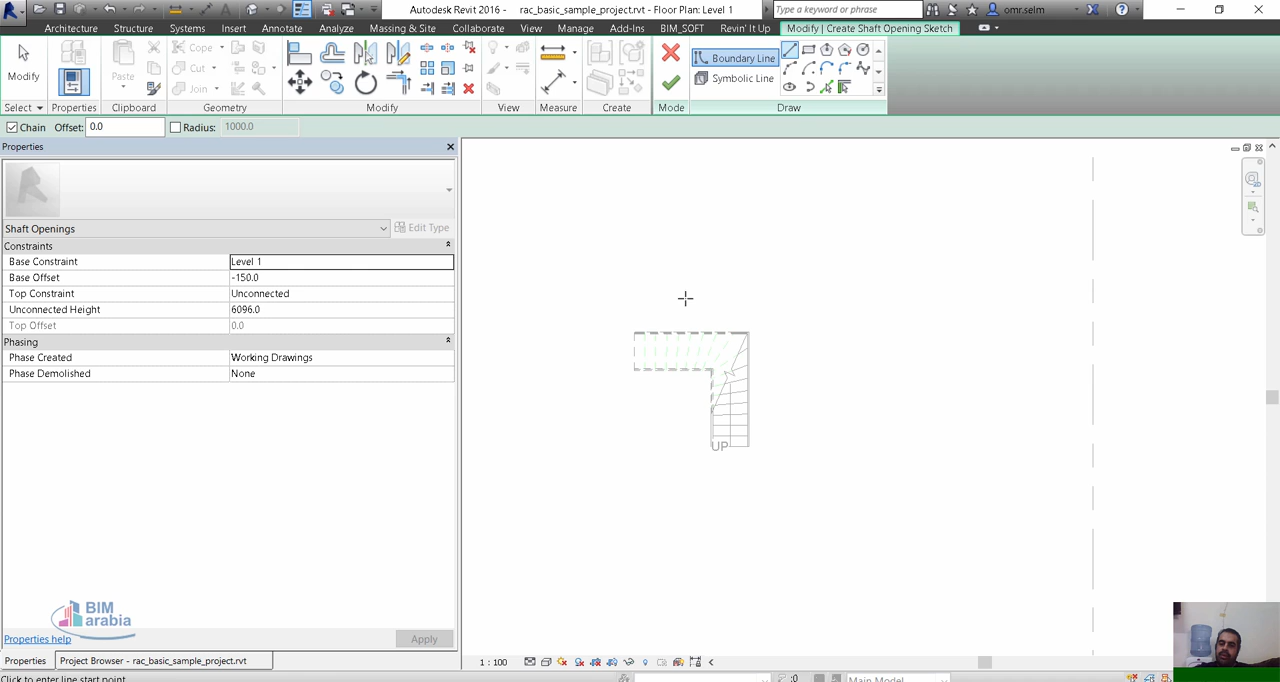 Autodesk Revit 2016 - rac_basic_sample_project.rvt - Floor Plan: Level 1
Type a keyword or phrase
omr.selm
Architecture Structure Systems Insert Annotate Analyze Massing & Site Collaborate View Manage Add-Ins BIM_SOFT Revin' It Up Modify | Create Shaft Opening Sketch
Modify
Paste
Cope
Cut
Join
Boundary Line
Symbolic Line
Select Properties Clipboard Geometry Modify View Measure Create Mode Draw
Chain Offset: 0.0 Radius: 1000.0
Properties
Shaft Openings Edit Type
Constraints
Base Constraint Level 1
Base Offset -150.0
Top Constraint Unconnected
Unconnected Height 6096.0
Top Offset 0.0
Phasing
Phase Created Working Drawings
Phase Demolished None
UP
BIM
arabia
Properties help Apply
Properties Project Browser - rac_basic_sample_project.rvt
1 : 100
Click to enter line start point.
:0
Main Model